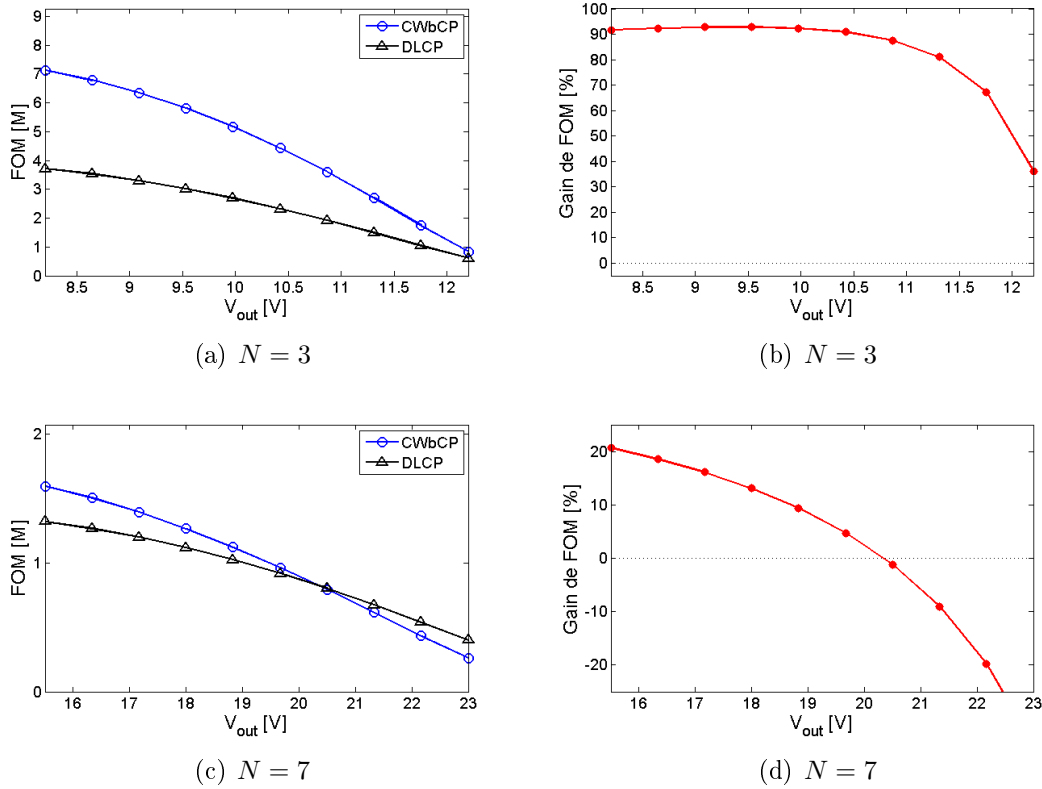 9
8
7
6
5
4
3
2
1
0
FOM [M]
8.5 9 9.5 10 10.5 11 11.5 12
V_out [V]
CWbCP
DLCP
(a) N = 3
100
90
80
70
60
50
40
30
20
10
0
Gain de FOM [%]
8.5 9 9.5 10 10.5 11 11.5 12
V_out [V]
(b) N = 3
2
1
0
FOM [M]
16 17 18 19 20 21 22 23
V_out [V]
CWbCP
DLCP
(c) N = 7
20
10
0
-10
-20
Gain de FOM [%]
16 17 18 19 20 21 22 23
V_out [V]
(d) N = 7